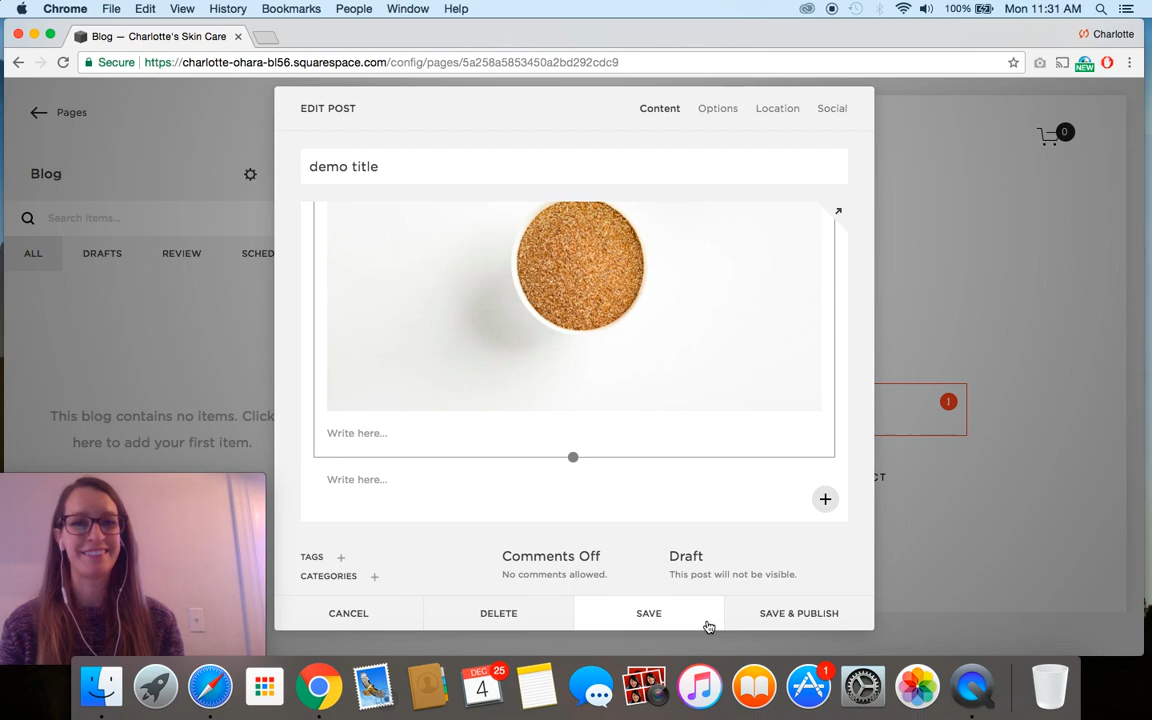 Chrome File Edit View History Bookmarks People Window Help 100% Mon 11:31 AM
Blog — Charlotte's Skin Care Charlotte
Secure https://charlotte-ohara-bl56.squarespace.com/config/pages/5a258a5853450a2bd292cdc9 NEW
Pages
EDIT POST Content Options Location Social
0
Blog
demo title
Search items...
ALL DRAFTS REVIEW SCHED
1
This blog contains no items. Click
here to add your first item.
Write here...
Write here...
CT
TAGS +
CATEGORIES +
Comments Off
No comments allowed.
Draft
This post will not be visible.
CANCEL DELETE SAVE SAVE & PUBLISH
DEC 25
4
1